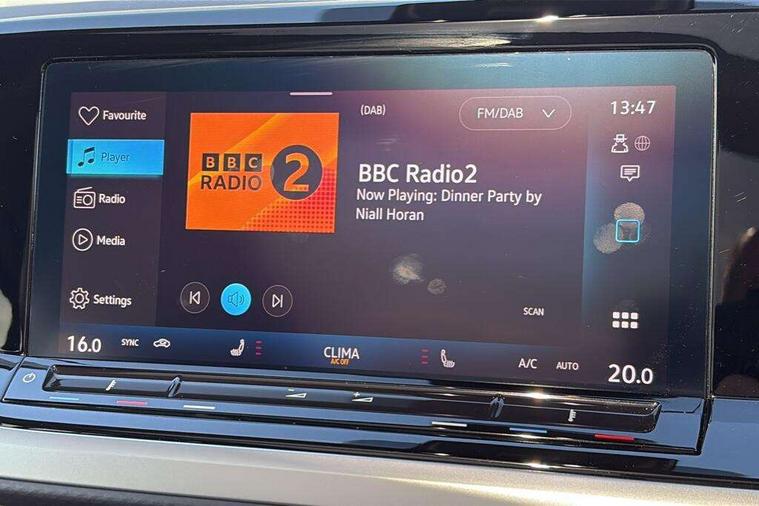 Favourite
Player
Radio
Media
Settings
BBC
RADIO 2
(DAB)
FM/DAB
BBC Radio2
Now Playing: Dinner Party by
Niall Horan
SCAN
13:47
16.0
SYNC
CLIMA
A/C OFF
A/C
AUTO
20.0